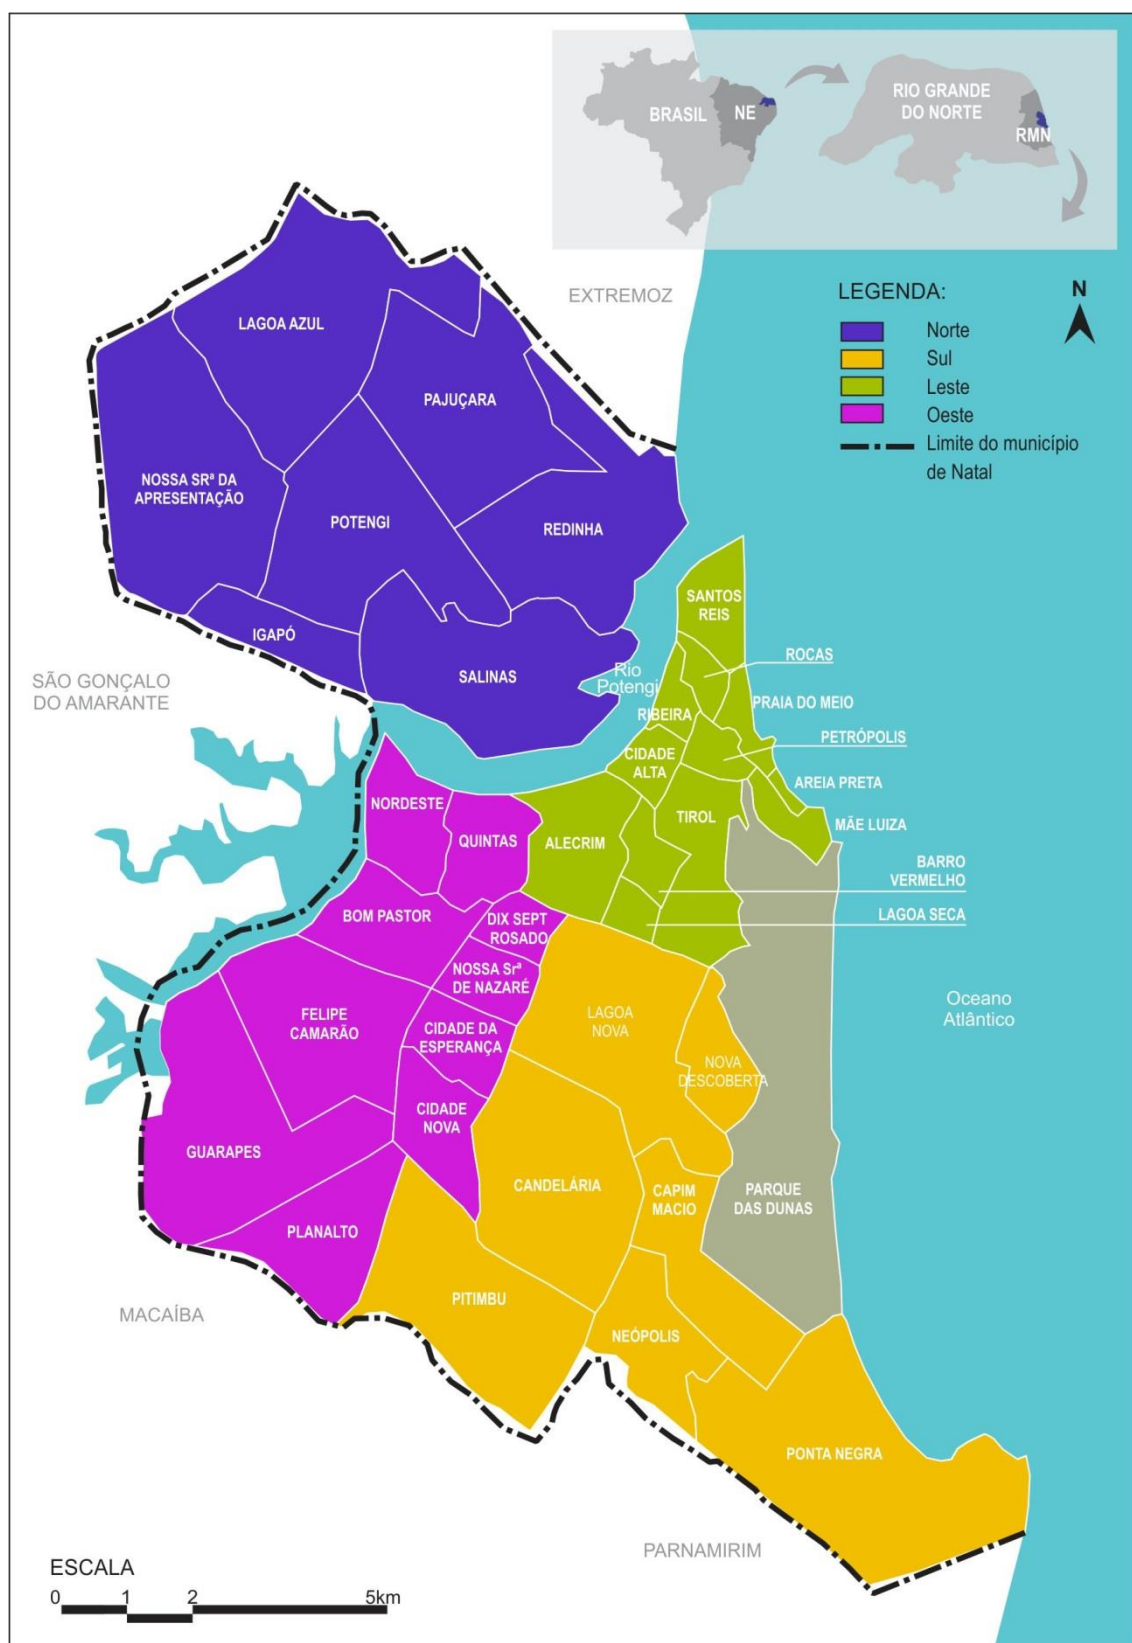 BRASIL
NE
RIO GRANDE
DO NORTE
RMN
EXTREMOZ
LEGENDA:
N
Norte
Sul
Leste
Oeste
Limite do município
de Natal
LAGOA AZUL
PAJUÇARA
NOSSA SRª DA
APRESENTAÇÃO
POTENGI
REDINHA
IGAPÓ
SALINAS
SÃO GONÇALO
DO AMARANTE
Rio
Potengi
SANTOS
REIS
ROCAS
PRAIA DO MEIO
RIBEIRA
PETRÓPOLIS
CIDADE
ALTA
AREIA PRETA
TIROL
MÃE LUIZA
NORDESTE
QUINTAS
ALECRIM
BARRO
VERMELHO
LAGOA SECA
BOM PASTOR
DIX SEPT
ROSADO
NOSSA Srª
DE NAZARÉ
FELIPE
CAMARÃO
CIDADE DA
ESPERANÇA
LAGOA
NOVA
NOVA
DESCOBERTA
Oceano
Atlântico
CIDADE
NOVA
GUARAPES
CANDELÁRIA
CAPIM
MACIO
PARQUE
DAS DUNAS
PLANALTO
PITIMBU
NEÓPOLIS
MACAÍBA
PONTA NEGRA
PARNAMIRIM
ESCALA
0 1 2 5km